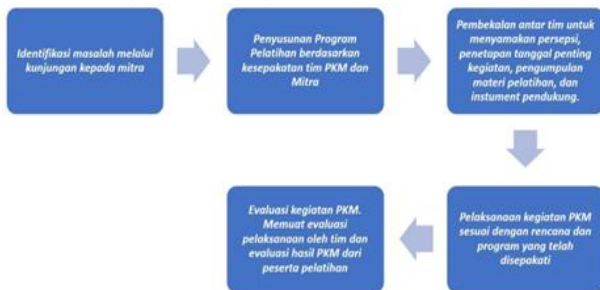 Identifikasi masalah melalui
kunjungan kepada mitra
Penyusunan Program
Pelatihan berdasarkan
kesepakatan tim PKM dan
Mitra
Pembekalan antar tim untuk
menyamakan persepsi,
penetapan tanggal penting
kegiatan, pengumpulan
materi pelatihan, dan
instument pendukung.
Pelaksanaan kegiatan PKM
sesuai dengan rencana dan
program yang telah
disepakati
Evaluasi kegiatan PKM.
Memuat evaluasi
pelaksanaan oleh tim dan
evaluasi hasil PKM dari
peserta pelatihan